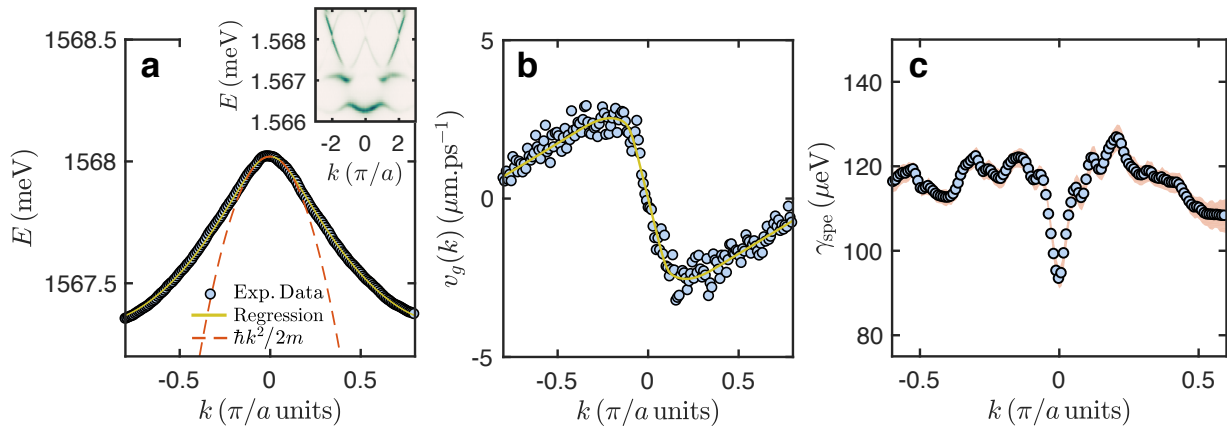 a
E (meV)
1568.5
1568
1567.5
-0.5
0
0.5
k (π/a units)
Exp. Data
Regression
ħk²/2m
E (meV)
1.568
1.567
1.566
-2
0
2
k (π/a)
b
v_g(k) (μm.ps⁻¹)
5
0
-5
-0.5
0
0.5
k (π/a units)
c
γ_spe (μeV)
140
120
100
80
-0.5
0
0.5
k (π/a units)